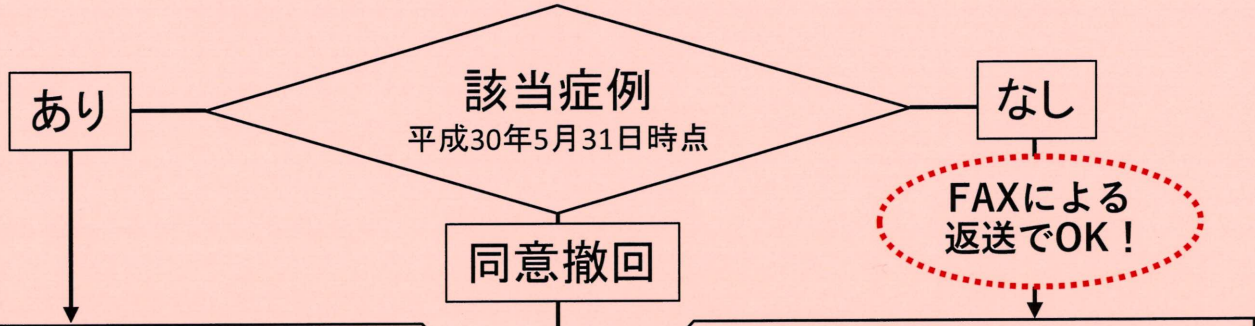 該当症例
平成30年5月31日時点
あり
なし
同意撤回
FAXによる
返送でOK！